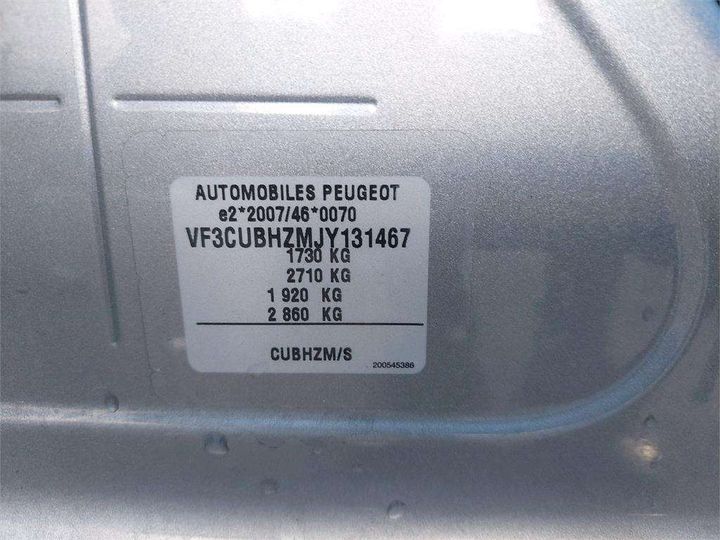 AUTOMOBILES PEUGEOT
e2*2007/46*0070
VF3CUBHZMJY131467
1730 KG
2710 KG
1 920 KG
2 860 KG
CUBHZM/S
200545386